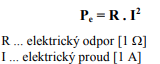 Pe = R . I²
R ... elektrický odpor [1 Ω]
I ... elektrický proud [1 A]